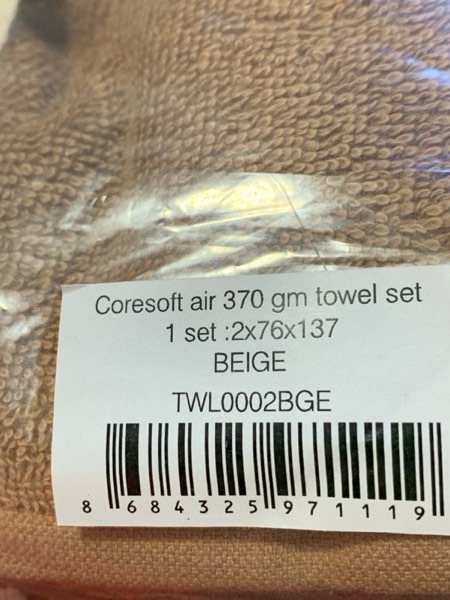 Coresoft air 370 gm towel set
1 set :2x76x137
BEIGE
TWL0002BGE
8 684325 971119